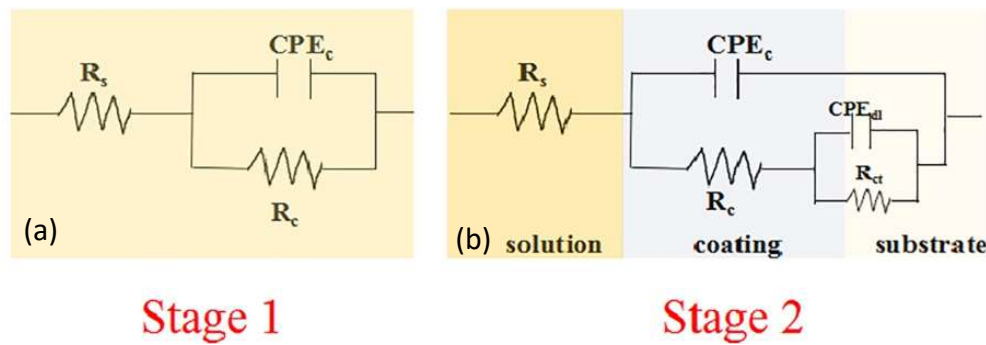 CPEc
Rs
Rc
(a)
CPEc
Rs
CPEdl
Rct
Rc
(b)
solution
coating
substrate
Stage 1
Stage 2